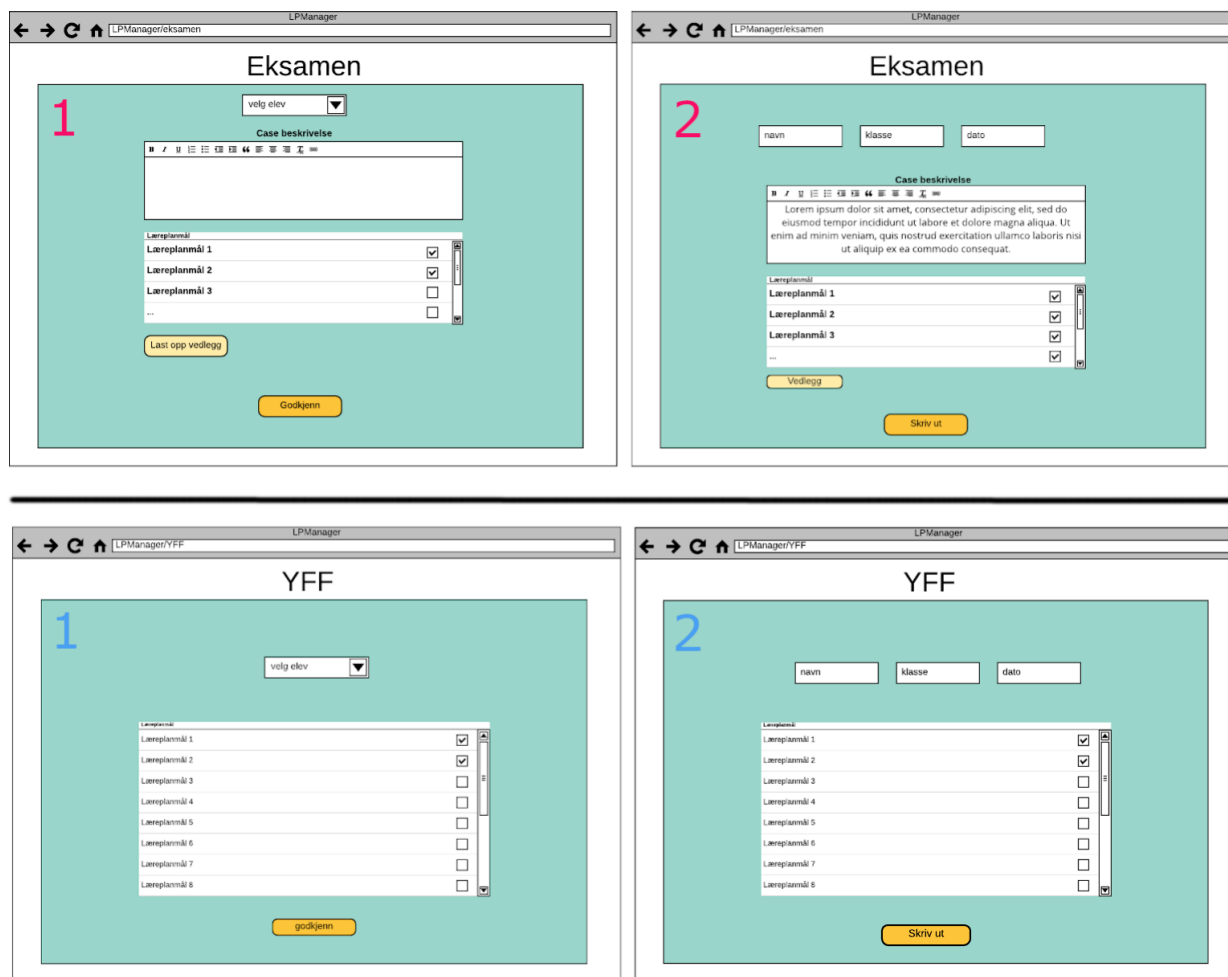 LPManager
LPManager/eksamen
Eksamen
1
velg elev
Case beskrivelse
B I U
Læreplanmål
Læreplanmål 1
Læreplanmål 2
Læreplanmål 3
...
Last opp vedlegg
Godkjenn
LPManager
LPManager/eksamen
Eksamen
2
navn klasse dato
Case beskrivelse
B I U
Lorem ipsum dolor sit amet, consectetur adipiscing elit, sed do
eiusmod tempor incididunt ut labore et dolore magna aliqua. Ut
enim ad minim veniam, quis nostrud exercitation ullamco laboris nisi
ut aliquip ex ea commodo consequat.
Læreplanmål
Læreplanmål 1
Læreplanmål 2
Læreplanmål 3
...
Vedlegg
Skriv ut
LPManager
LPManager/YFF
YFF
1
velg elev
Læreplanmål
Læreplanmål 1
Læreplanmål 2
Læreplanmål 3
Læreplanmål 4
Læreplanmål 5
Læreplanmål 6
Læreplanmål 7
Læreplanmål 8
godkjenn
LPManager
LPManager/YFF
YFF
2
navn klasse dato
Læreplanmål
Læreplanmål 1
Læreplanmål 2
Læreplanmål 3
Læreplanmål 4
Læreplanmål 5
Læreplanmål 6
Læreplanmål 7
Læreplanmål 8
Skriv ut